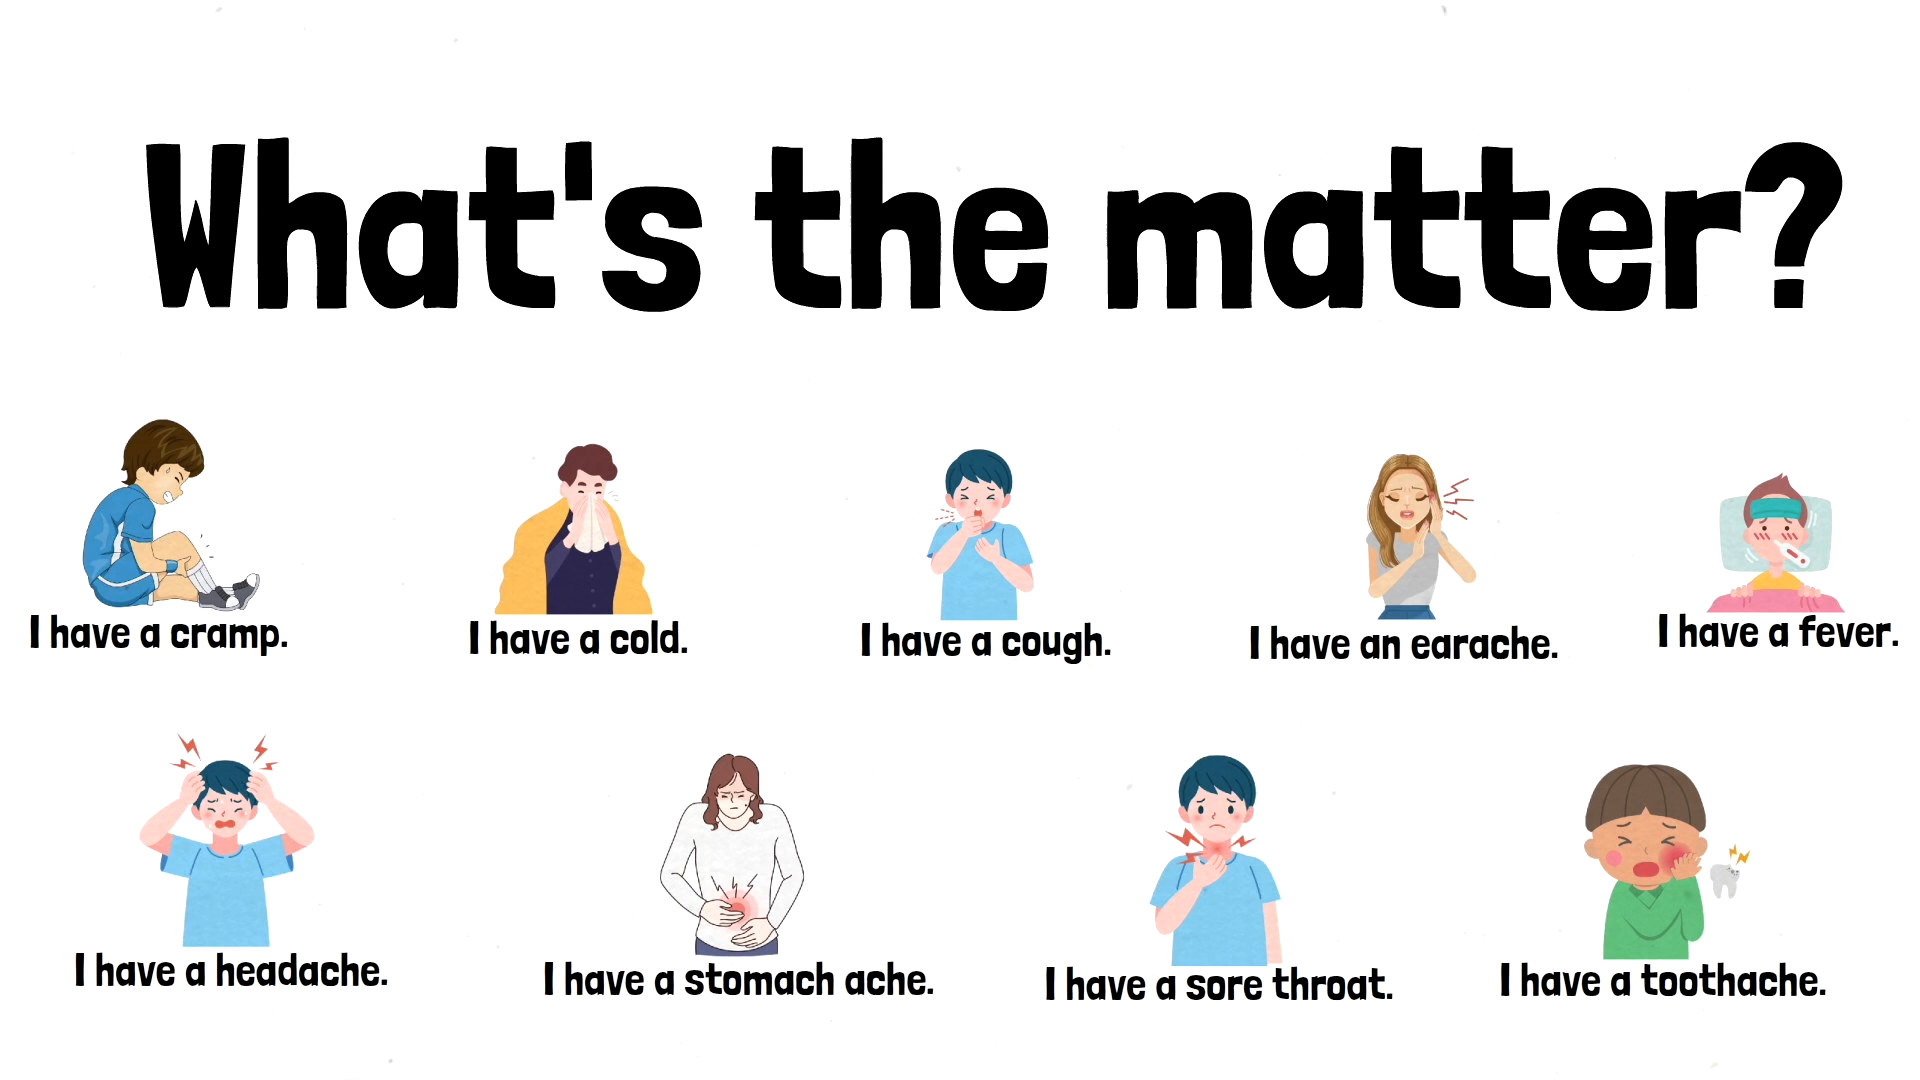 What's the matter?
I have a cramp.
I have a cold.
I have a cough.
I have an earache.
I have a fever.
I have a headache.
I have a stomach ache.
I have a sore throat.
I have a toothache.